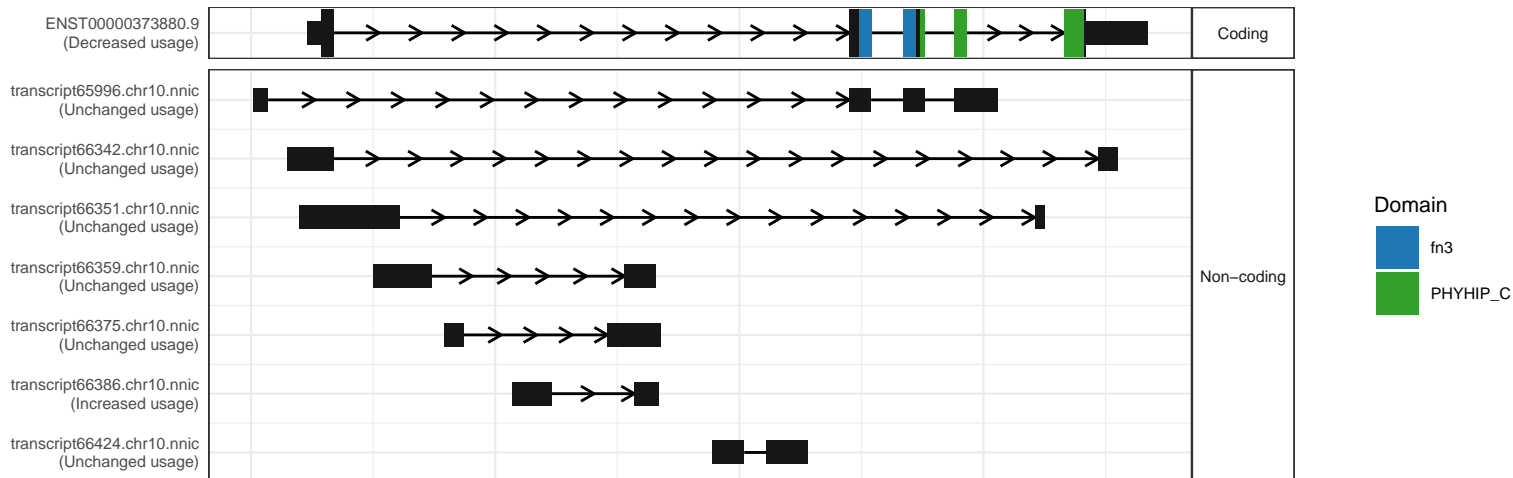 ENST00000373880.9
(Decreased usage)
Coding
transcript65996.chr10.nnic
(Unchanged usage)
transcript66342.chr10.nnic
(Unchanged usage)
transcript66351.chr10.nnic
(Unchanged usage)
transcript66359.chr10.nnic
(Unchanged usage)
transcript66375.chr10.nnic
(Unchanged usage)
transcript66386.chr10.nnic
(Increased usage)
transcript66424.chr10.nnic
(Unchanged usage)
Non−coding
Domain
fn3
PHYHIP_C